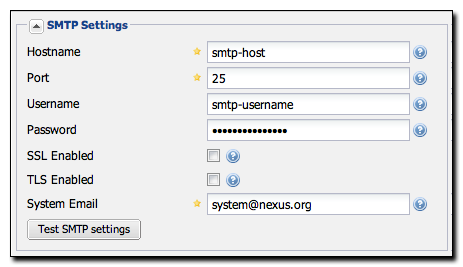 SMTP Settings
Hostname smtp-host
Port 25
Username smtp-username
Password •••••••••••••••
SSL Enabled
TLS Enabled
System Email system@nexus.org
Test SMTP settings